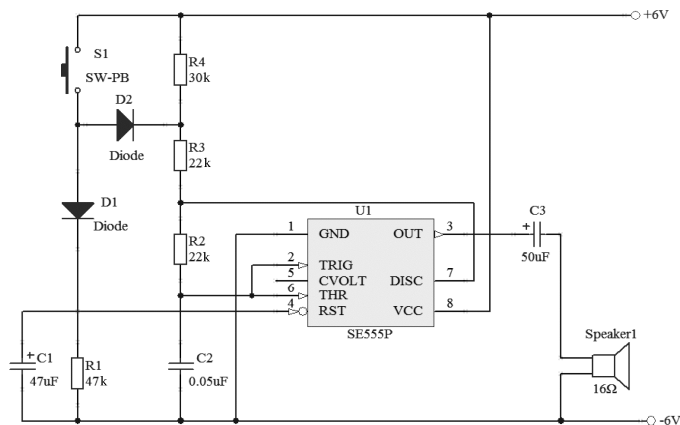 +6V
S1
SW-PB
R4
30k
D2
Diode
R3
22k
D1
Diode
R2
22k
U1
1
GND
OUT
3
2
TRIG
5
CVOLT
DISC
7
6
THR
4
RST
VCC
8
SE555P
C3
+
50uF
Speaker1
16Ω
C1
+
47uF
R1
47k
C2
0.05uF
-6V